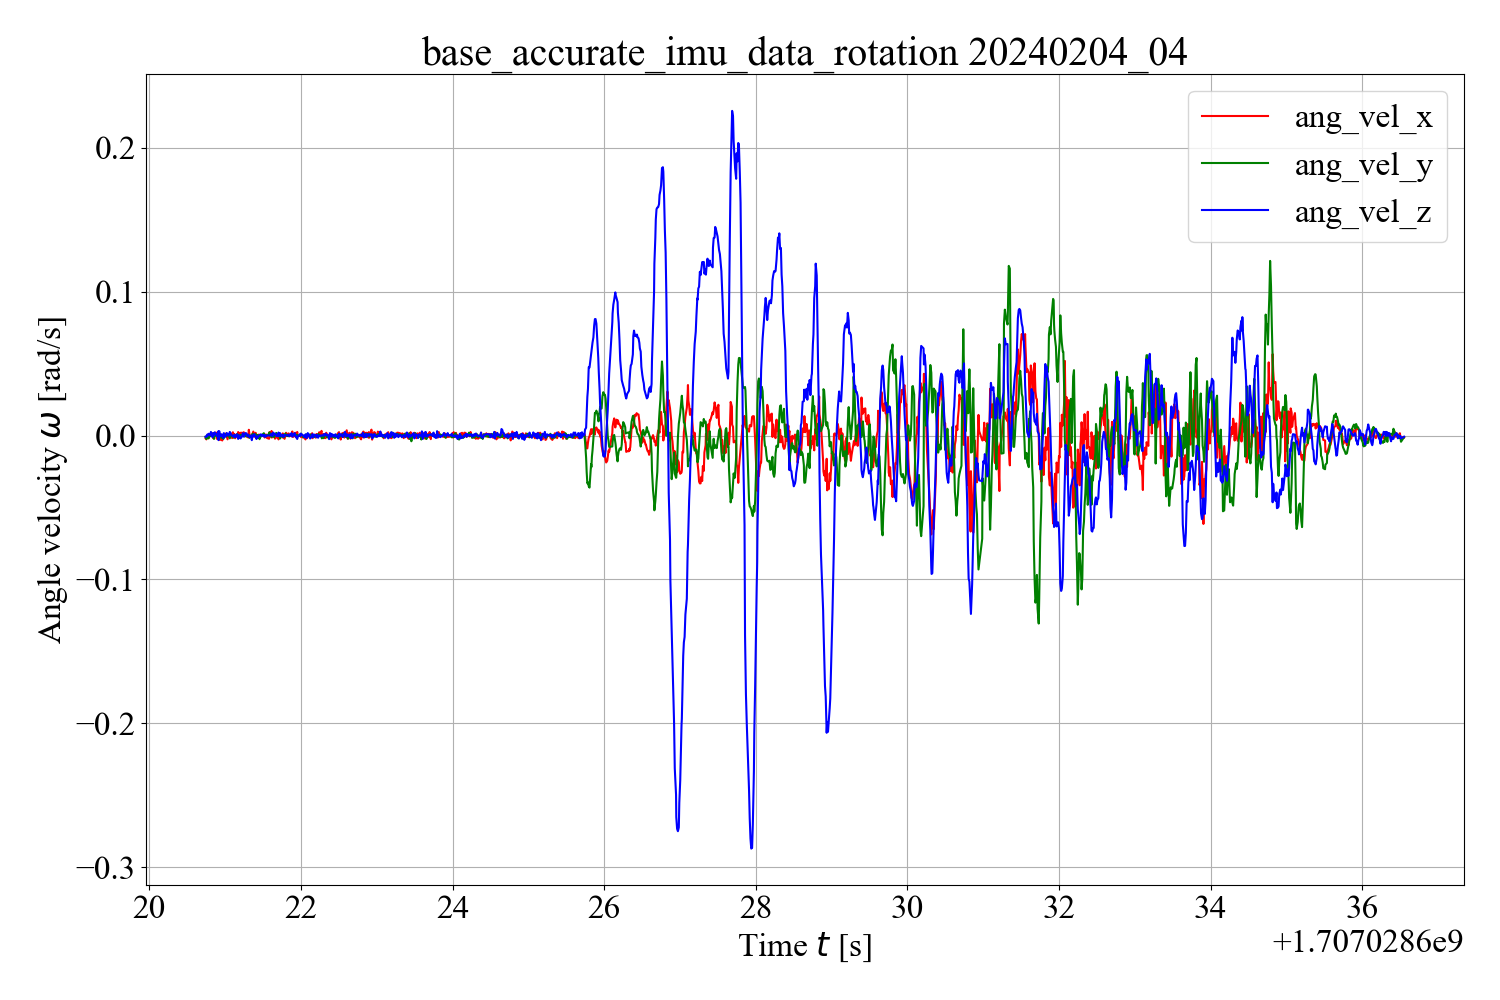 base_accurate_imu_data_rotation 20240204_04
ang_vel_x
ang_vel_y
ang_vel_z
0.2
0.1
0.0
−0.1
−0.2
−0.3
Angle velocity ω [rad/s]
20 22 24 26 28 30 32 34 36
Time t [s]
+1.7070286e9